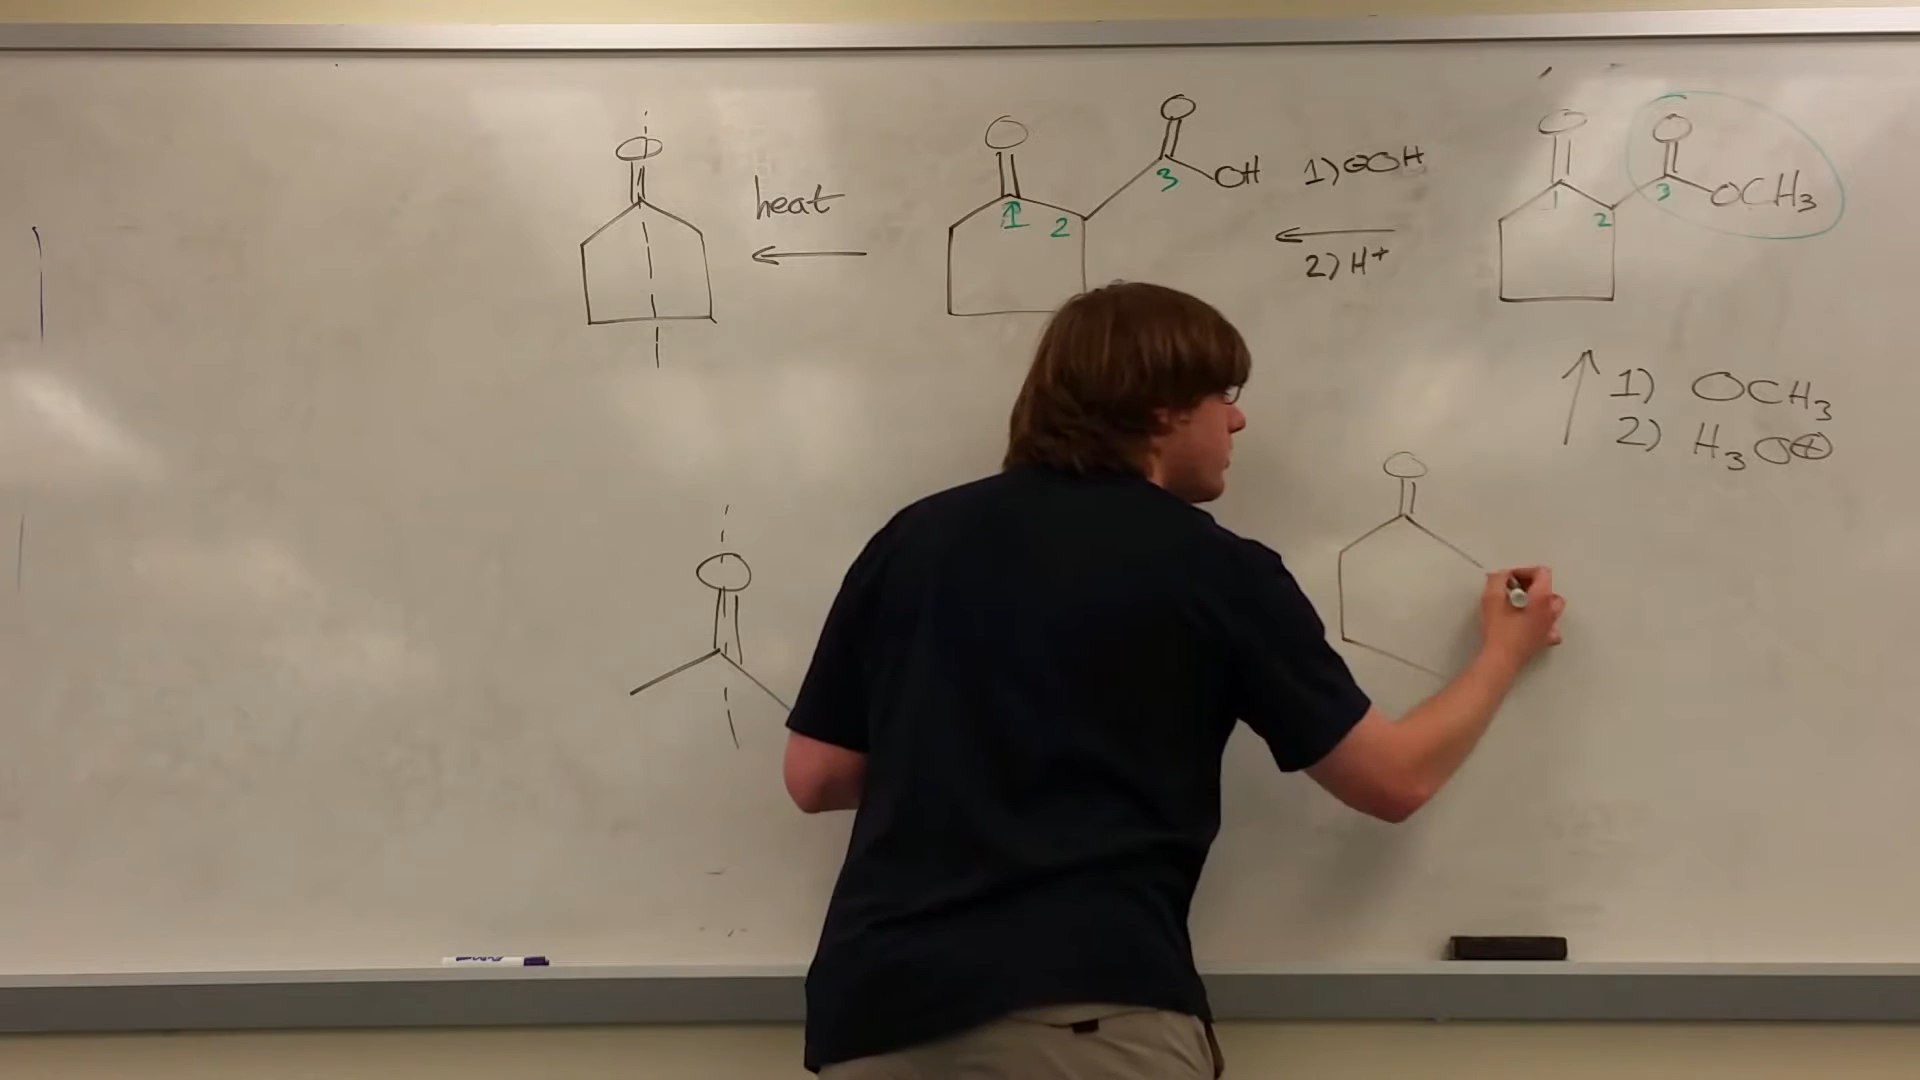 O
heat
O
1
2
3
O
OH
1) ⊖OH
2) H+
O
1
2
3
O
OCH3
1) OCH3
2) H3O⊕
O
O